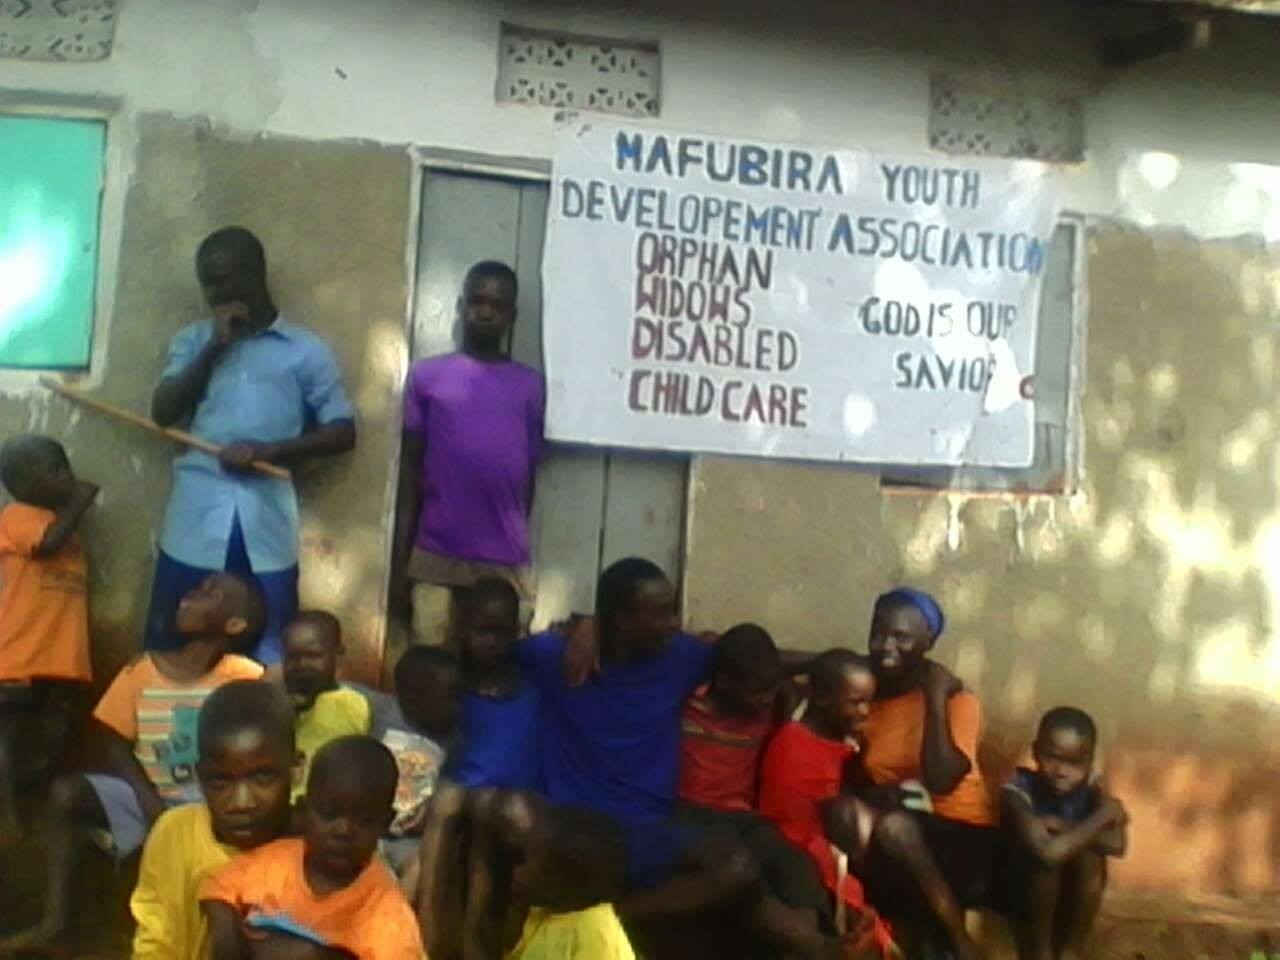 MAFUBIRA YOUTH
DEVELOPEMENT ASSOCIATION
ORPHAN
WIDOWS
DISABLED
CHILD CARE
GOD IS OUR
SAVIOR